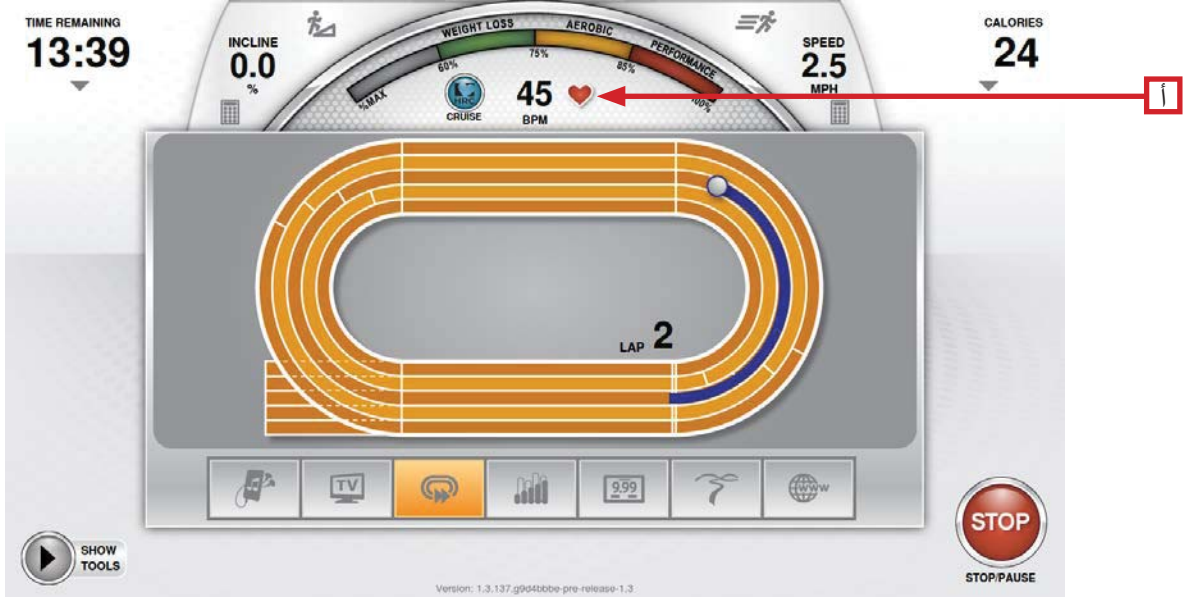 TIME REMAINING
13:39
INCLINE
0.0
%
WEIGHT LOSS
AEROBIC
PERFORMANCE
%MAX
60%
75%
85%
100%
HRC
CRUISE
45
BPM
SPEED
2.5
MPH
CALORIES
24
أ
LAP 2
TV
9.99
www
SHOW
TOOLS
STOP
STOP/PAUSE
Version: 1.3.137.g9d4bbbe-pre-release-1.3